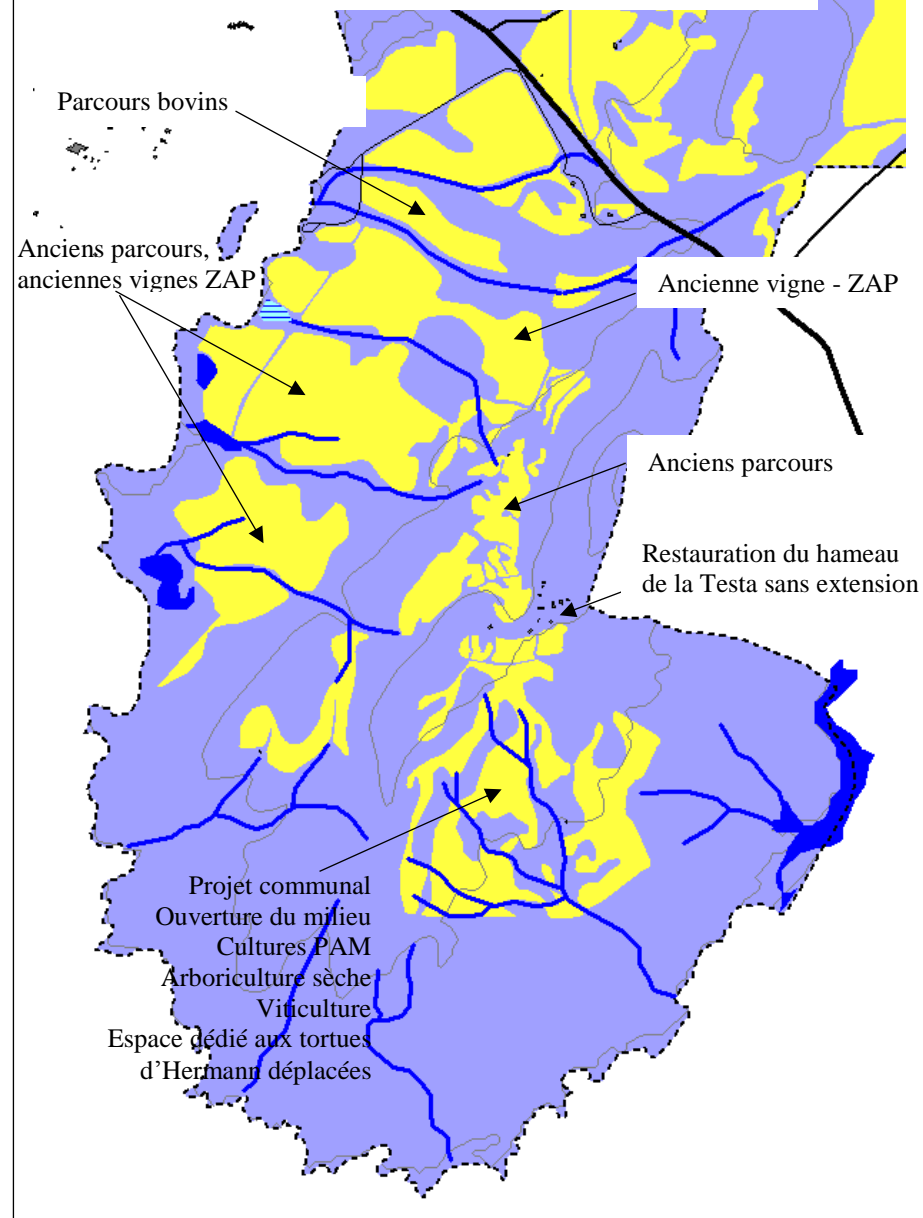 Parcours bovins
Anciens parcours,
anciennes vignes ZAP
Ancienne vigne - ZAP
Anciens parcours
Restauration du hameau
de la Testa sans extension
Projet communal
Ouverture du milieu
Cultures PAM
Arboriculture sèche
Viticulture
Espace dédié aux tortues
d’Hermann déplacées